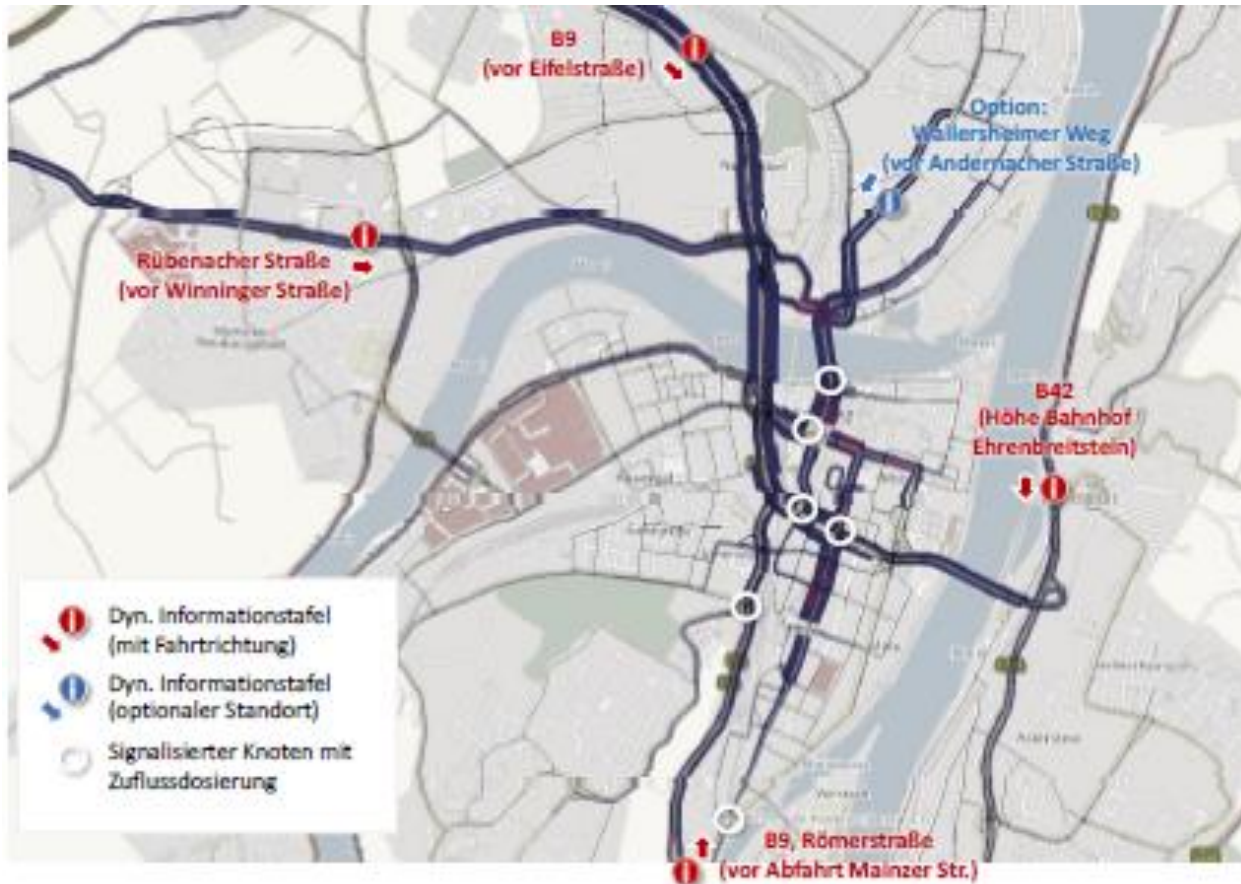 B9
(vor Eifelstraße)
Option:
Wallersheimer Weg
(vor Andernacher Straße)
Rübenacher Straße
(vor Winninger Straße)
B42
(Höhe Bahnhof
Ehrenbreitstein)
Dyn. Informationstafel
(mit Fahrtrichtung)
Dyn. Informationstafel
(optionaler Standort)
Signalisierter Knoten mit
Zuflussdosierung
B9, Römerstraße
(vor Abfahrt Mainzer Str.)